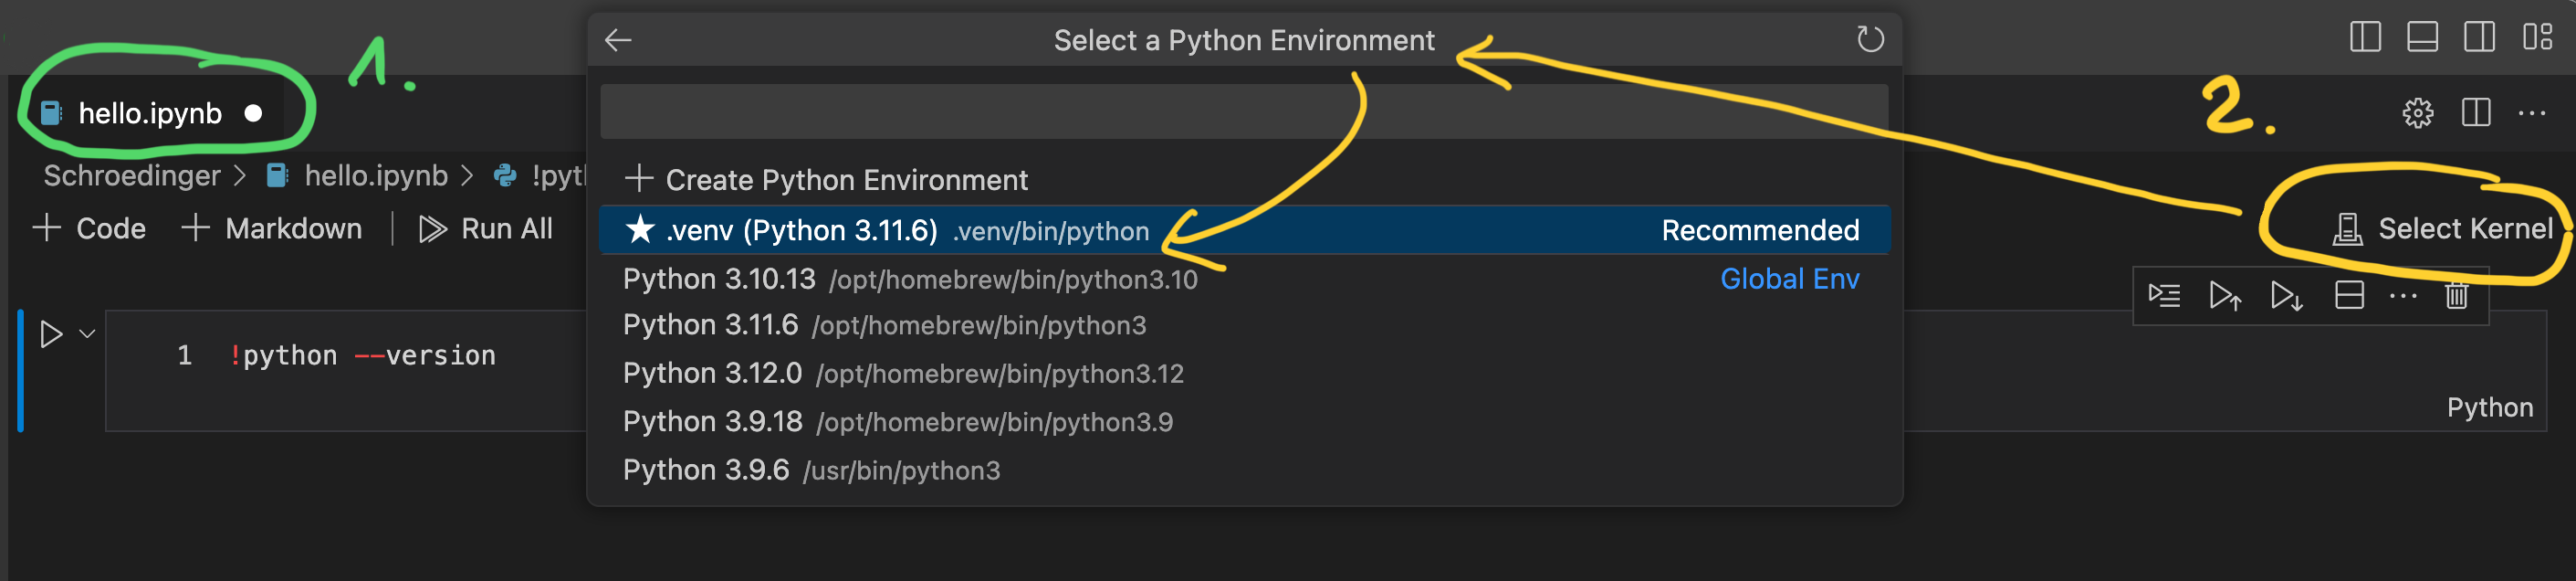 Select a Python Environment
1.
2.
hello.ipynb
Schroedinger > hello.ipynb > !pytl
+ Code + Markdown | Run All
Select Kernel
+ Create Python Environment
★ .venv (Python 3.11.6) .venv/bin/python Recommended
Python 3.10.13 /opt/homebrew/bin/python3.10 Global Env
Python 3.11.6 /opt/homebrew/bin/python3
Python 3.12.0 /opt/homebrew/bin/python3.12
Python 3.9.18 /opt/homebrew/bin/python3.9
Python 3.9.6 /usr/bin/python3
1 !python --version
Python